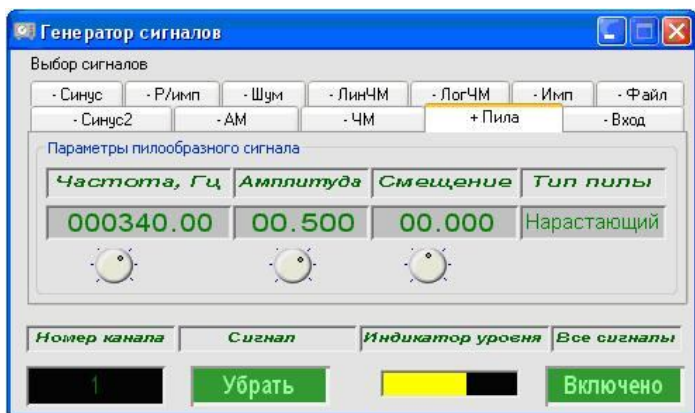 Генератор сигналов
Выбор сигналов
- Синус - Р/имп - Шум - ЛинЧМ - ЛогЧМ - Имп - Файл
- Синус2 - АМ - ЧМ + Пила - Вход
Параметры пилообразного сигнала
Частота, Гц Амплитуда Смещение Тип пилы
000340.00 00.500 00.000 Нарастающий
Номер канала Сигнал Индикатор уровня Все сигналы
1 Убрать Включено